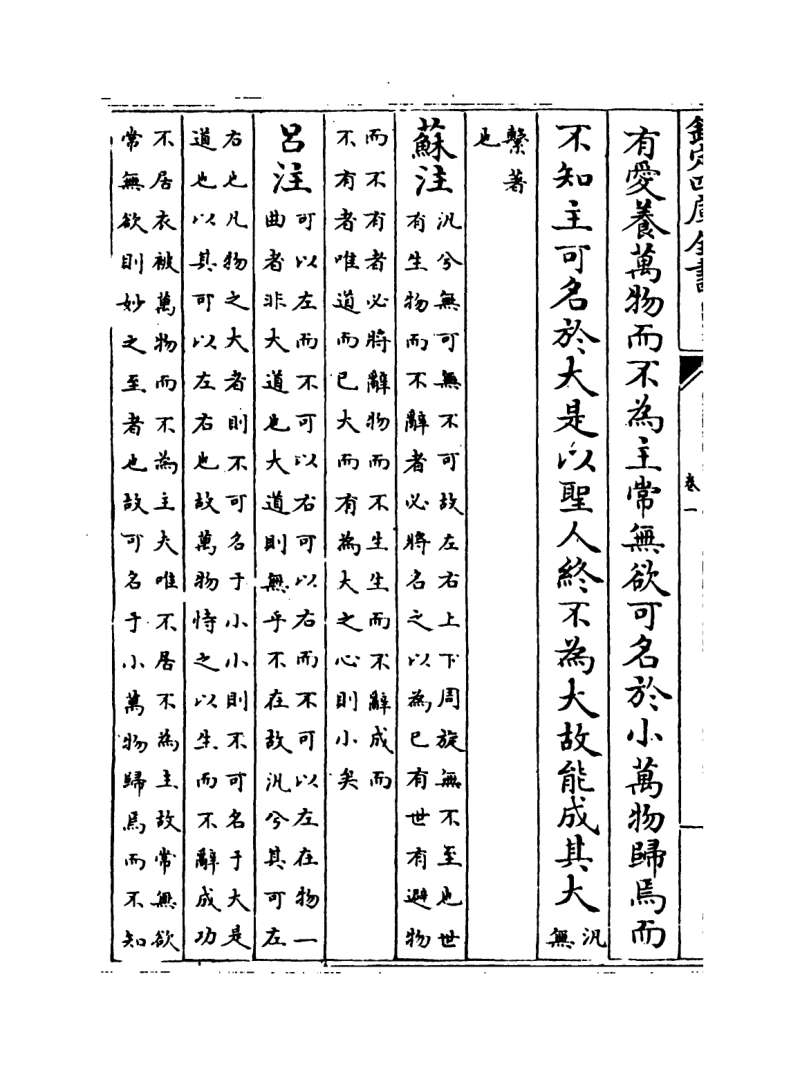 欽定四庫全書
卷一
有愛養萬物而不為主常無欲可名於小萬物歸焉而
不知主可名於大是以聖人終不為大故能成其大汎無
繫著也
蘇注汎兮無可無不可故左右上下周旋無不至也世
有生物而不辭者必將名之以為己有世有避物
而不有者必將辭物而不生生而不辭成而
不有者唯道而已大而有為大之心則小矣
呂注可以左而不可以右可以右而不可以左在物一
曲者非大道也大道則無乎不在故汎兮其可左
右也凡物之大者則不可名于小小則不可名于大是
道也以其可以左右也故萬物恃之以生而不辭成功
不居衣被萬物而不為主夫唯不居不為主故常無欲
常無欲則妙之至者也故可名于小萬物歸焉而不知